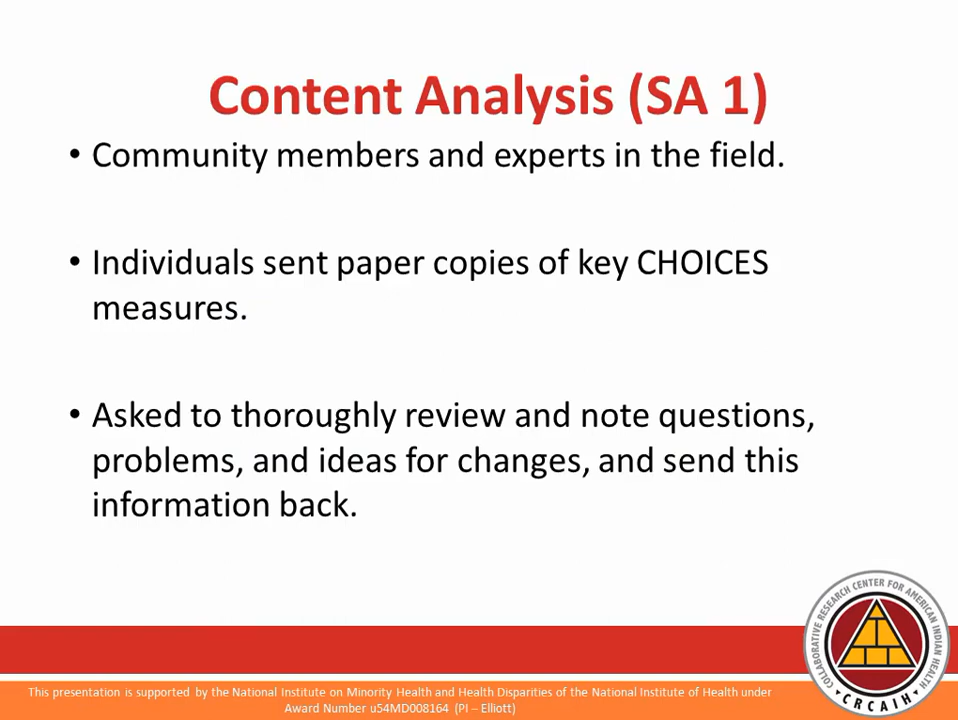 Content Analysis (SA 1)
• Community members and experts in the field.
• Individuals sent paper copies of key CHOICES
measures.
• Asked to thoroughly review and note questions,
problems, and ideas for changes, and send this
information back.
COLLABORATIVE RESEARCH CENTER FOR AMERICAN INDIAN HEALTH
CRCAIH
This presentation is supported by the National Institute on Minority Health and Health Disparities of the National Institute of Health under
Award Number u54MD008164 (PI – Elliott)